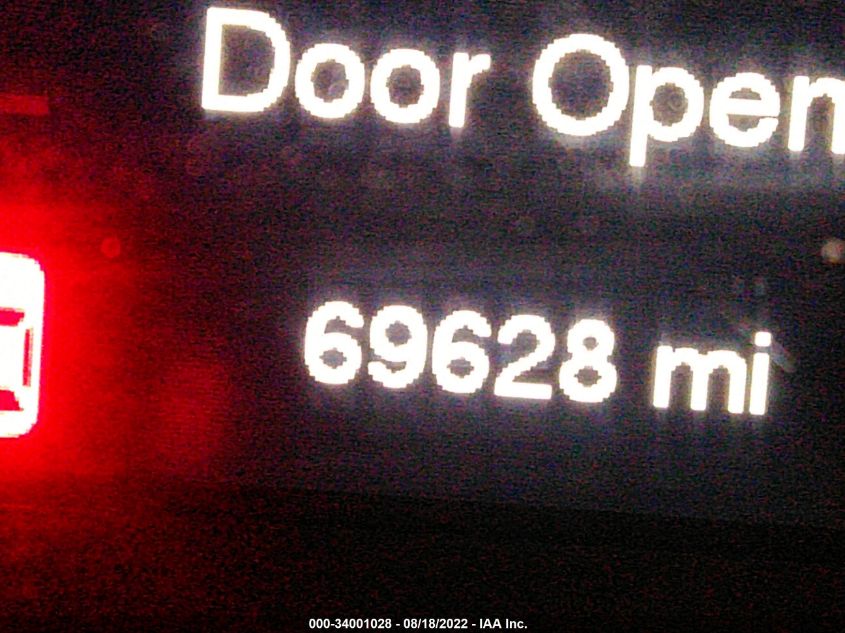 Door Open
69628 mi
000-34001028 - 08/18/2022 - IAA Inc.